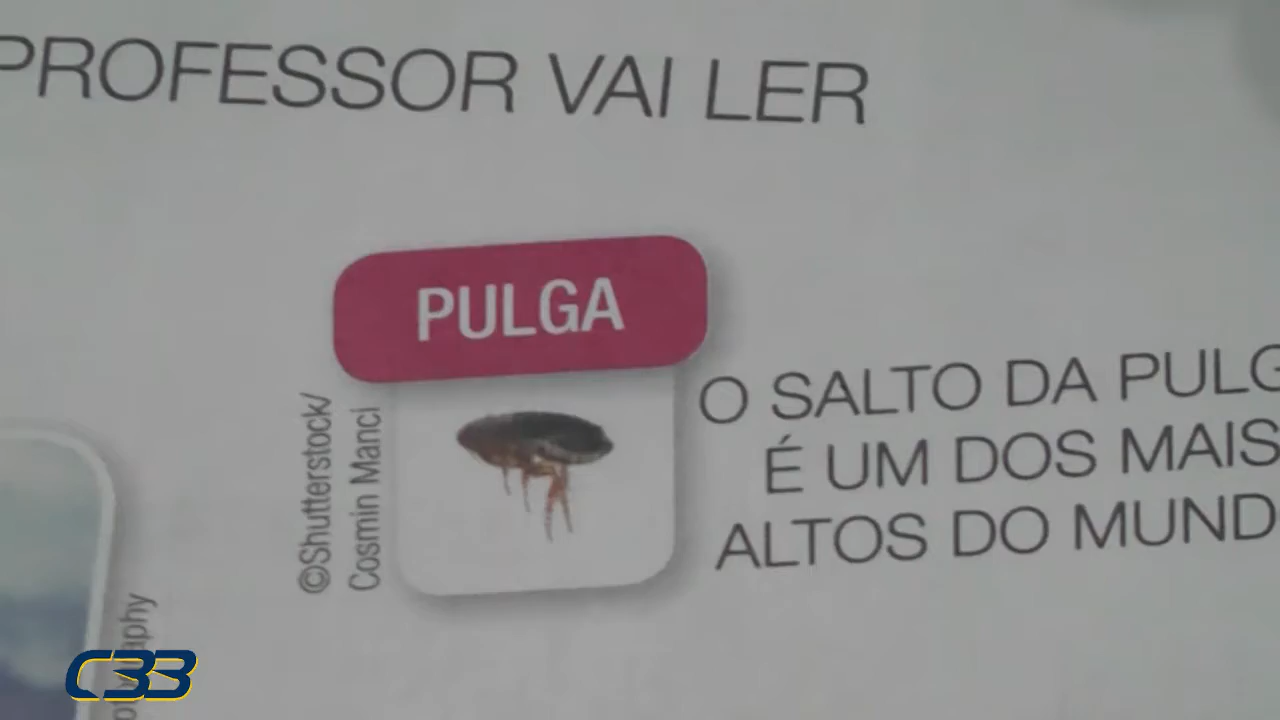 PROFESSOR VAI LER
PULGA
©Shutterstock/
Cosmin Manci
O SALTO DA PULG
É UM DOS MAIS
ALTOS DO MUND
C33